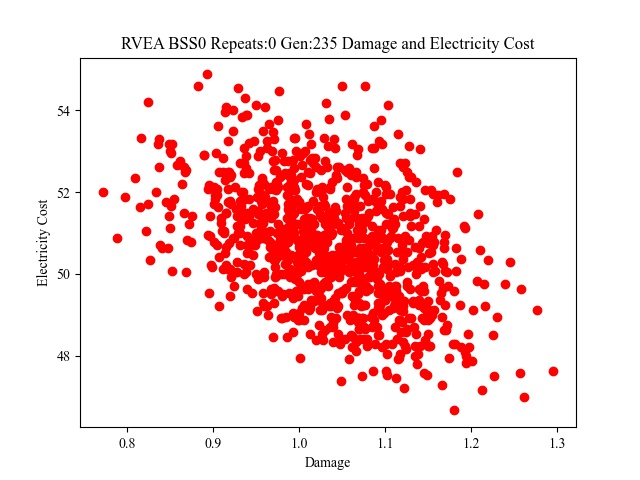 RVEA BSS0 Repeats:0 Gen:235 Damage and Electricity Cost
54
52
50
48
Electricity Cost
0.8 0.9 1.0 1.1 1.2 1.3
Damage